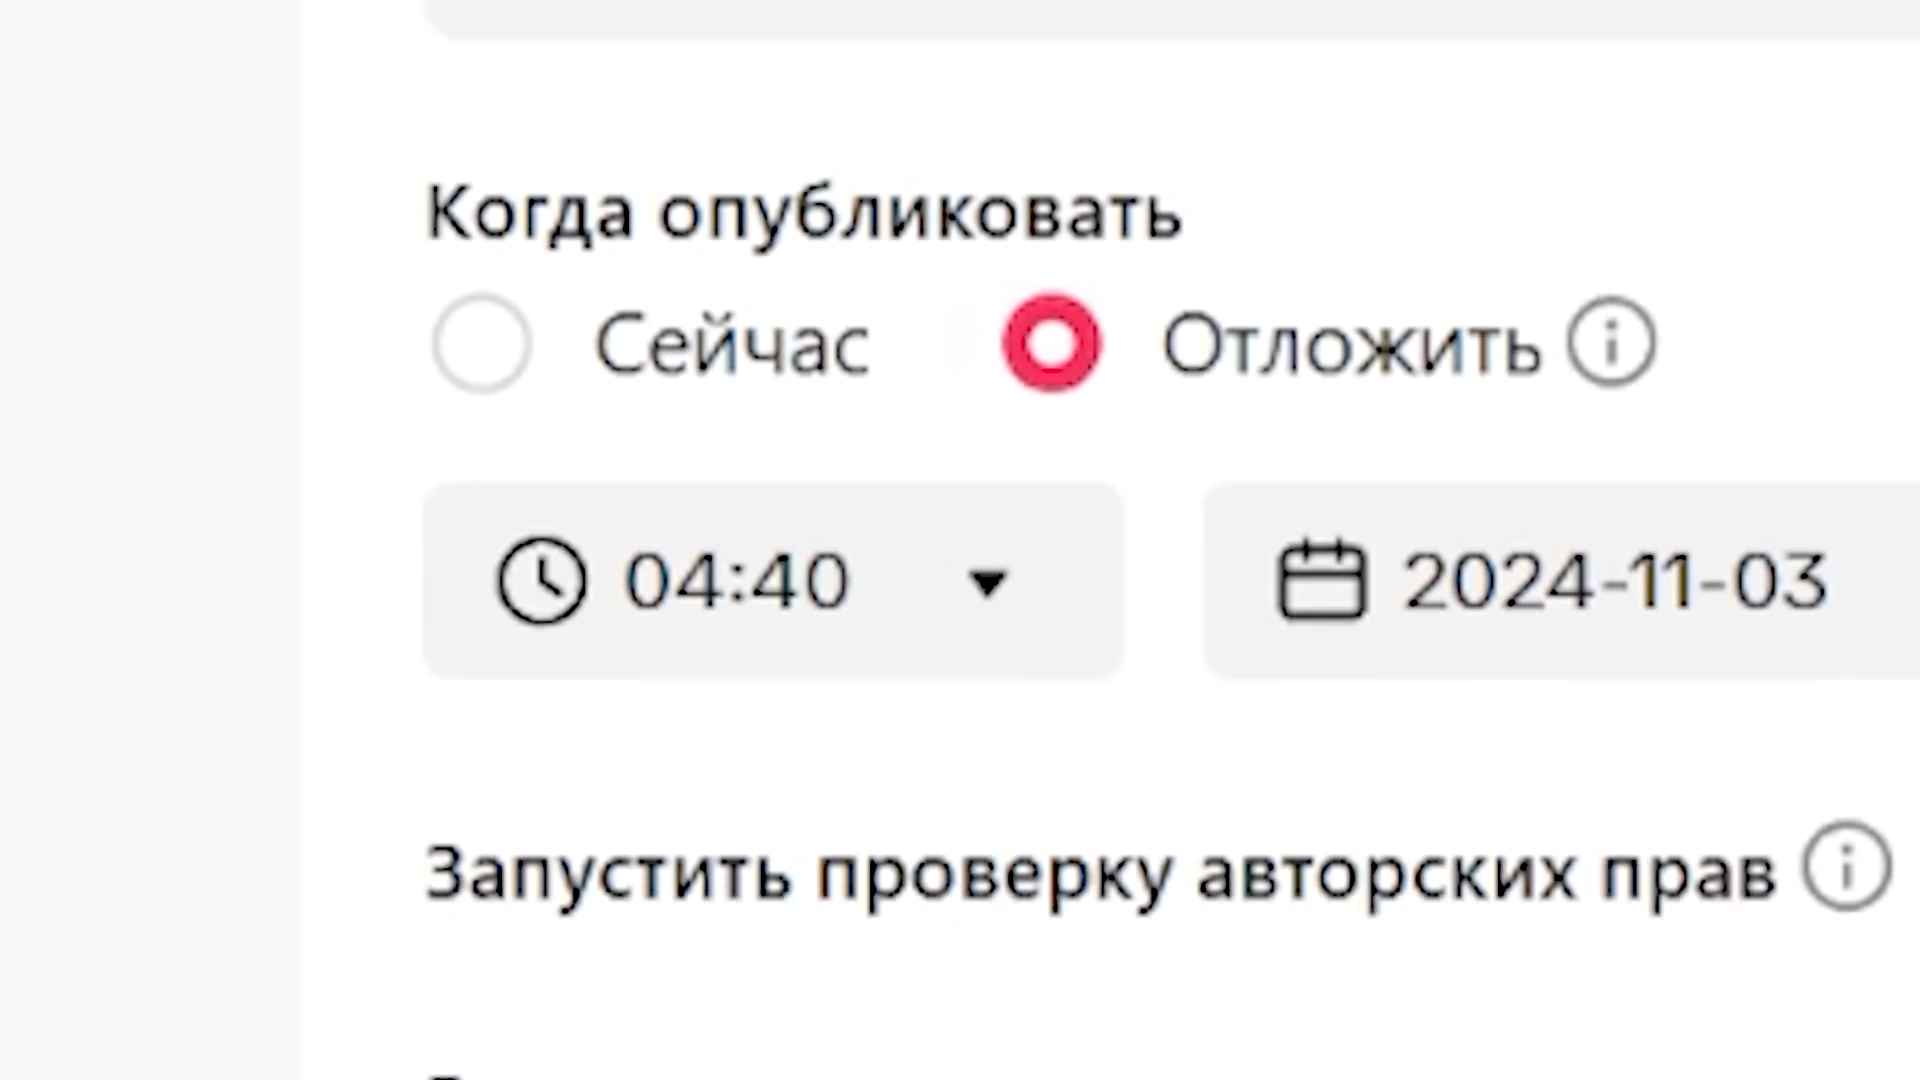 Когда опубликовать
Сейчас Отложить
04:40 2024-11-03
Запустить проверку авторских прав